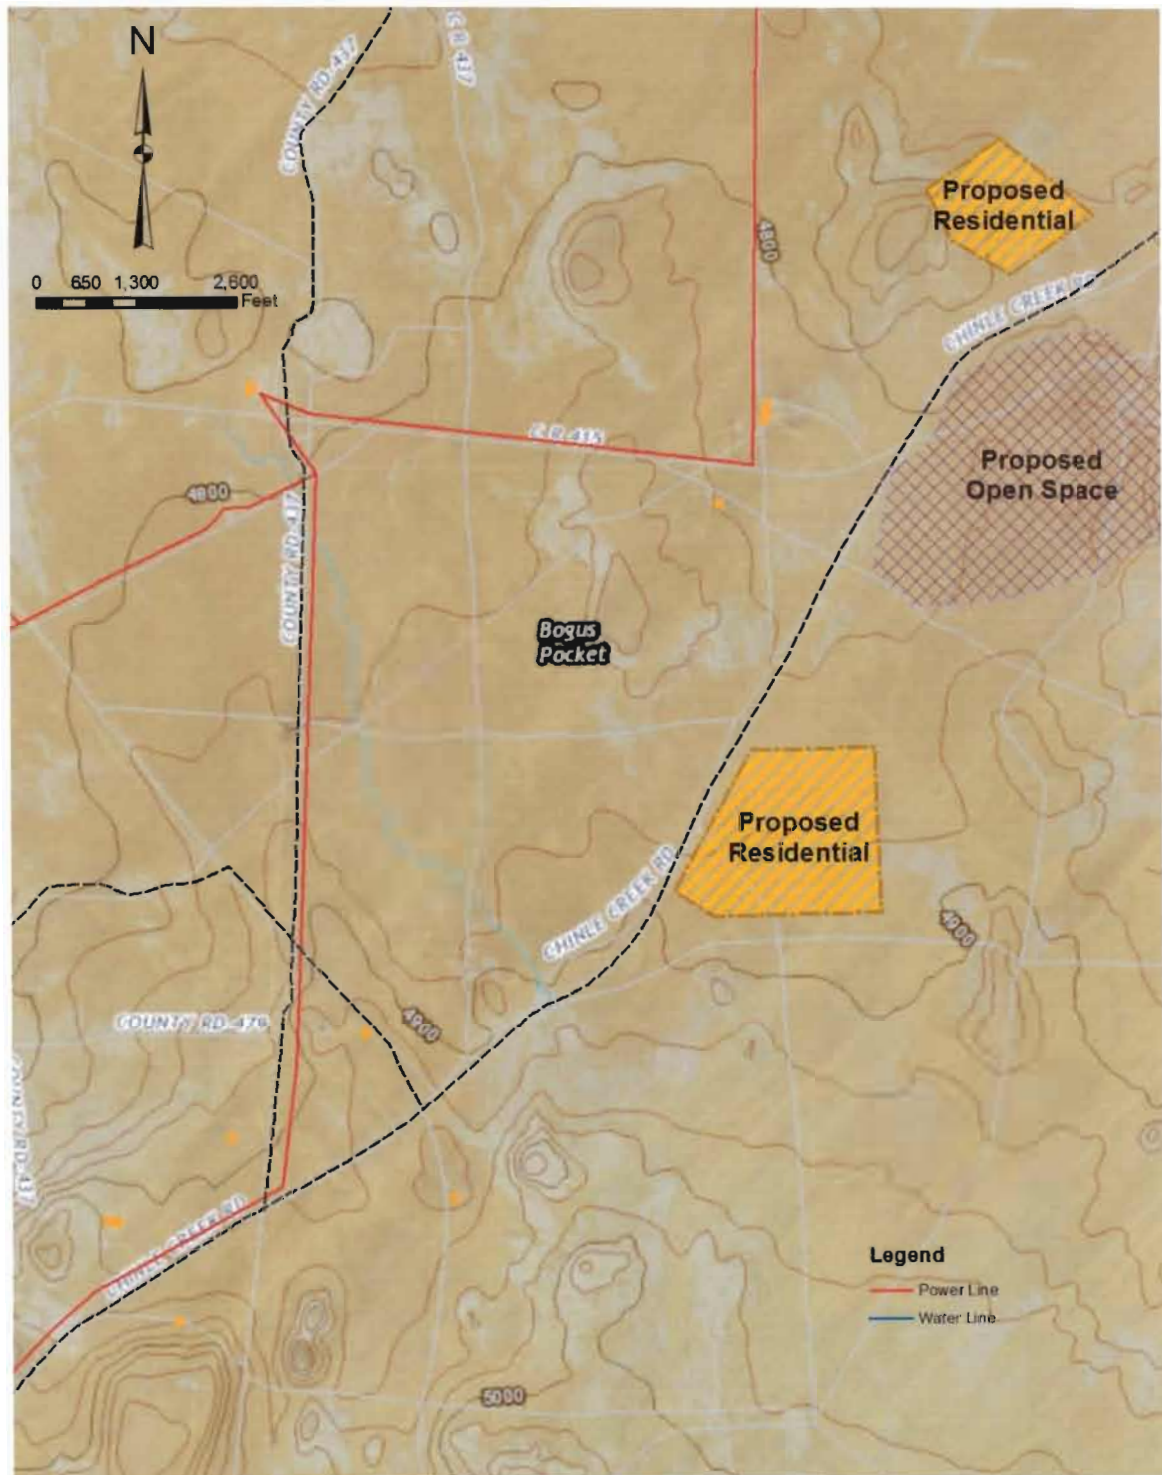 N
COUNTY RD 437
C R 437
0 650 1,300 2,600
Feet
4800
Proposed
Residential
CHINLE CREEK RD
C R 415
Proposed
Open Space
4800
COUNTY RD 437
Bogus
Pocket
Proposed
Residential
CHINLE CREEK RD
4900
4900
COUNTY RD 479
COUNTY RD 437
CHINLE CREEK RD
Legend
Power Line
Water Line
5000